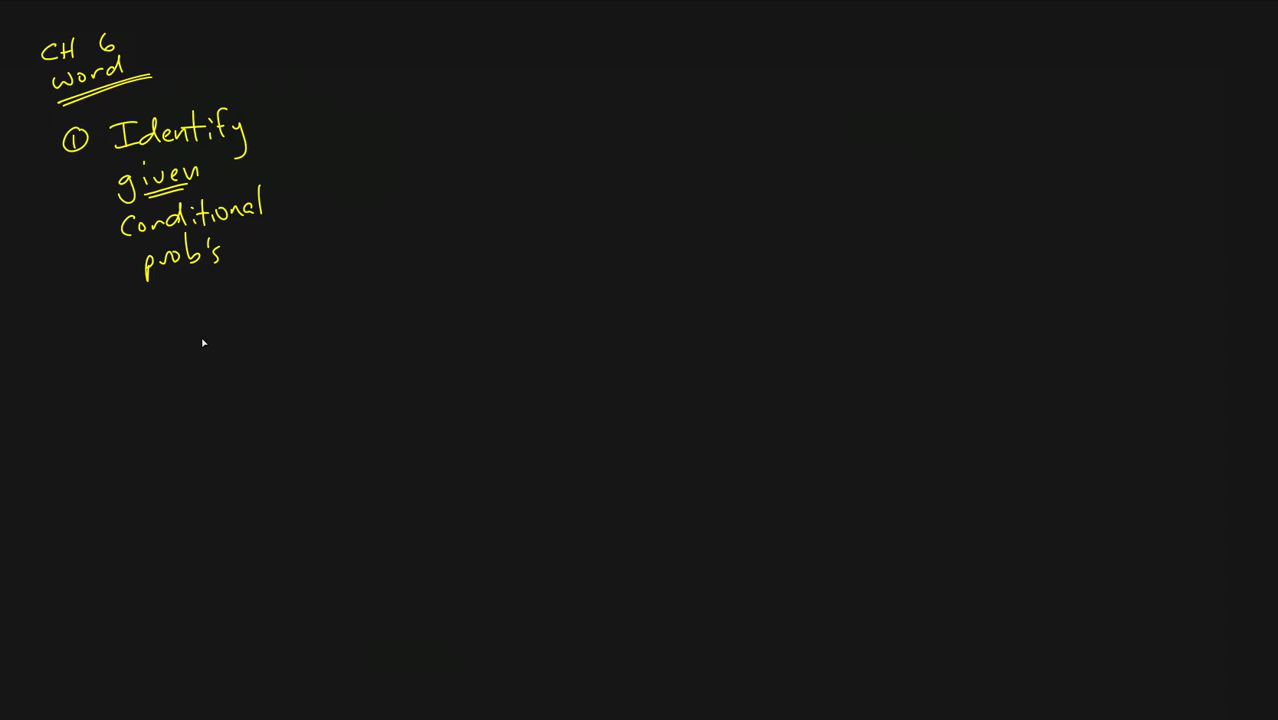 CH 6
word
① Identify
given
Conditional
prob's